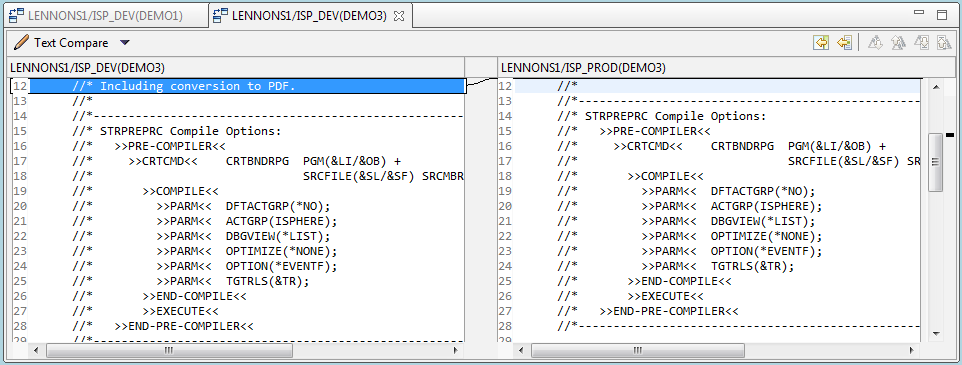 LENNONS1/ISP_DEV(DEMO1) LENNONS1/ISP_DEV(DEMO3)
Text Compare
LENNONS1/ISP_DEV(DEMO3)
12 //* Including conversion to PDF.
13 //*
14 //*-----------------------------------------------------
15 //* STRPREPRC Compile Options:
16 //* >>PRE-COMPILER<<
17 //* >>CRTCMD<< CRTBNDRPG PGM(&LI/&OB) +
18 //* SRCFILE(&SL/&SF) SRCMBR
19 //* >>COMPILE<<
20 //* >>PARM<< DFTACTGRP(*NO);
21 //* >>PARM<< ACTGRP(ISPHERE);
22 //* >>PARM<< DBGVIEW(*LIST);
23 //* >>PARM<< OPTIMIZE(*NONE);
24 //* >>PARM<< OPTION(*EVENTF);
25 //* >>PARM<< TGTRLS(&TR);
26 //* >>END-COMPILE<<
27 //* >>EXECUTE<<
28 //* >>END-PRE-COMPILER<<
29 //*-----------------------------------------------------
LENNONS1/ISP_PROD(DEMO3)
12 //*
13 //*------------------------------------------------
14 //* STRPREPRC Compile Options:
15 //* >>PRE-COMPILER<<
16 //* >>CRTCMD<< CRTBNDRPG PGM(&LI/&OB) +
17 //* SRCFILE(&SL/&SF) SR
18 //* >>COMPILE<<
19 //* >>PARM<< DFTACTGRP(*NO);
20 //* >>PARM<< ACTGRP(ISPHERE);
21 //* >>PARM<< DBGVIEW(*LIST);
22 //* >>PARM<< OPTIMIZE(*NONE);
23 //* >>PARM<< OPTION(*EVENTF);
24 //* >>PARM<< TGTRLS(&TR);
25 //* >>END-COMPILE<<
26 //* >>EXECUTE<<
27 //* >>END-PRE-COMPILER<<
28 //*------------------------------------------------
29